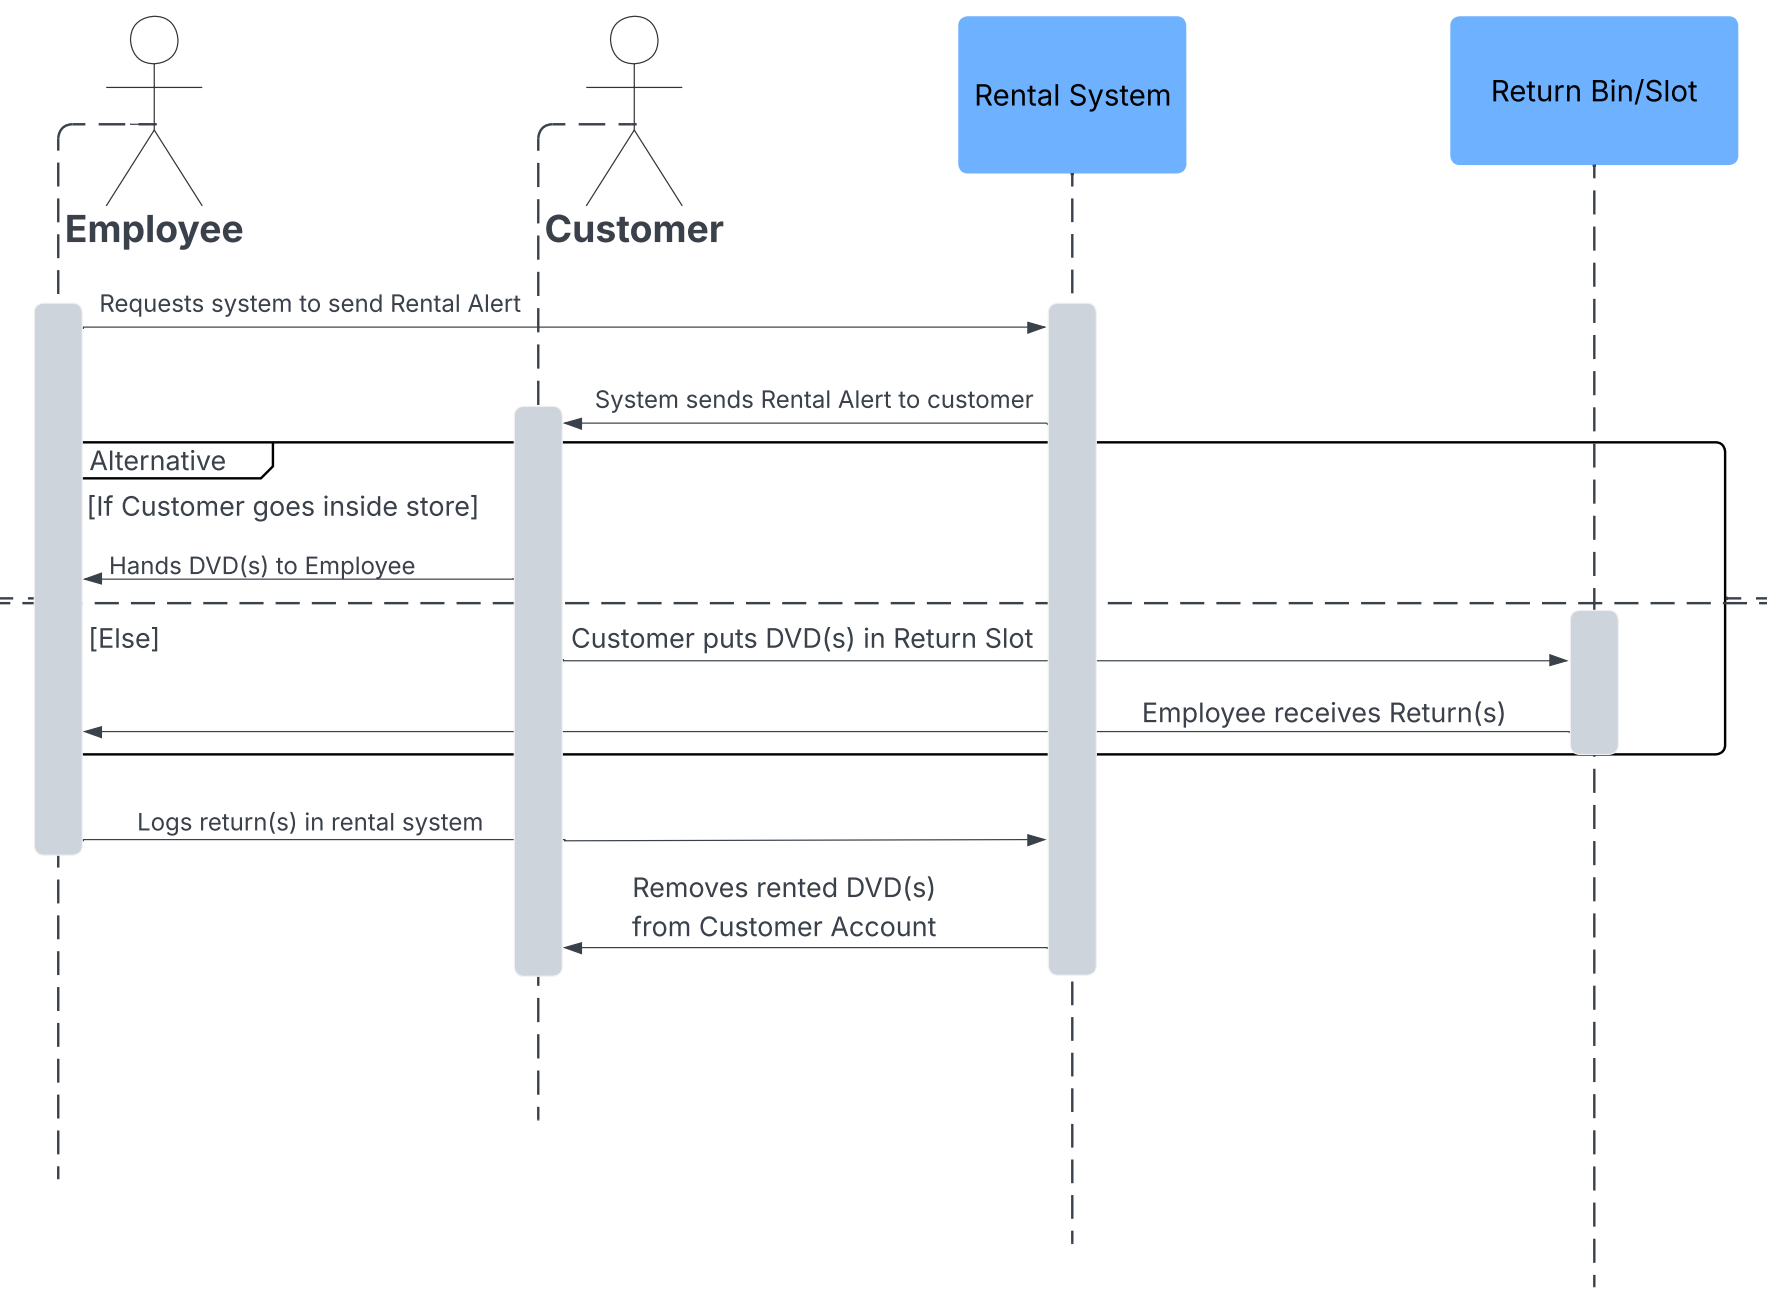 Employee
Customer
Rental System
Return Bin/Slot
Requests system to send Rental Alert
System sends Rental Alert to customer
Alternative
[If Customer goes inside store]
Hands DVD(s) to Employee
[Else]
Customer puts DVD(s) in Return Slot
Employee receives Return(s)
Logs return(s) in rental system
Removes rented DVD(s)
from Customer Account